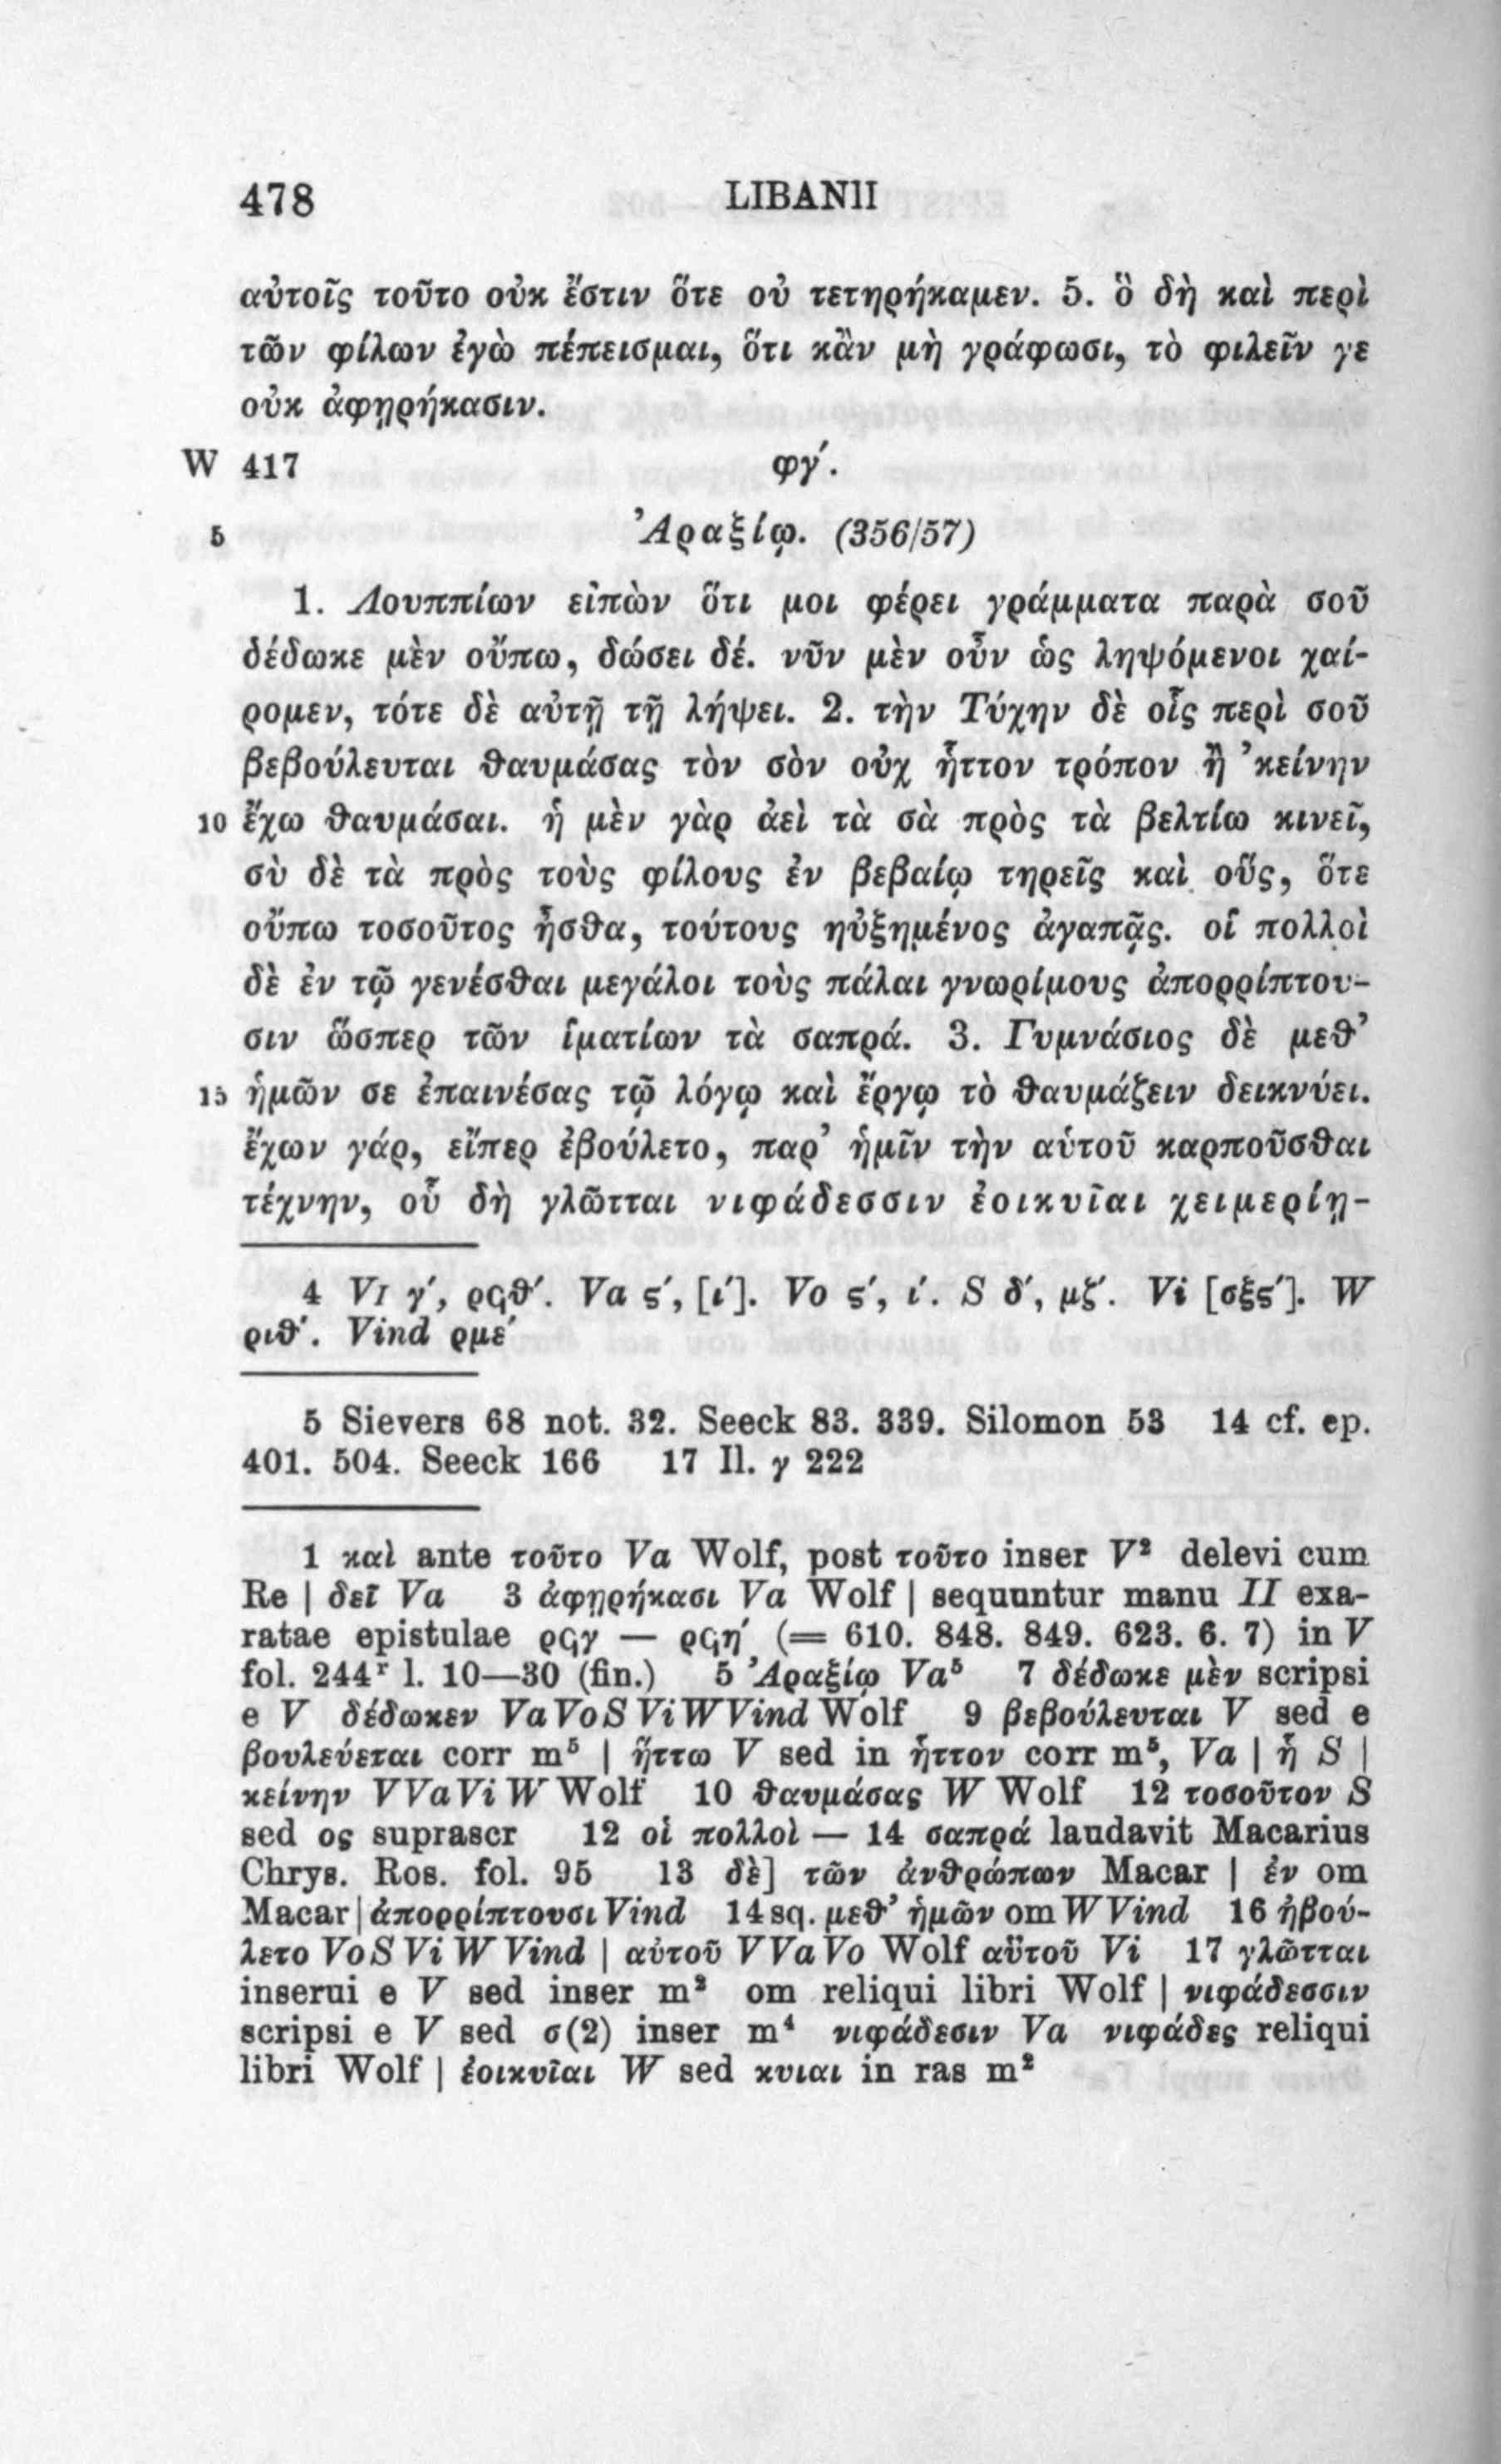 478 LIBANII
αὐτοῖς τοῦτο οὐκ ἔστιν ὅτε οὐ τετηρήκαμεν. 5. ὃ δὴ καὶ περὶ
τῶν φίλων ἐγὼ πέπεισμαι, ὅτι κἂν μὴ γράφωσι, τὸ φιλεῖν γε
οὐκ ἀφῃρήκασιν.
W 417 φγ΄.
5 Ἀραξίῳ. (356/57)
1. Λουππίων εἰπὼν ὅτι μοι φέρει γράμματα παρὰ σοῦ
δέδωκε μὲν οὔπω, δώσει δέ. νῦν μὲν οὖν ὡς ληψόμενοι χαί-
ρομεν, τότε δὲ αὐτῇ τῇ λήψει. 2. τὴν Τύχην δὲ οἷς περὶ σοῦ
βεβούλευται θαυμάσας τὸν σὸν οὐχ ἧττον τρόπον ἢ ’κείνην
10 ἔχω θαυμάσαι. ἡ μὲν γὰρ ἀεὶ τὰ σὰ πρὸς τὰ βελτίω κινεῖ,
σὺ δὲ τὰ πρὸς τοὺς φίλους ἐν βεβαίῳ τηρεῖς καὶ οὕς, ὅτε
οὔπω τοσοῦτος ἦσθα, τούτους ηὐξημένος ἀγαπᾷς. οἱ πολλοὶ
δὲ ἐν τῷ γενέσθαι μεγάλοι τοὺς πάλαι γνωρίμους ἀπορρίπτου-
σιν ὥσπερ τῶν ἱματίων τὰ σαπρά. 3. Γυμνάσιος δὲ μεθ’
15 ἡμῶν σε ἐπαινέσας τῷ λόγῳ καὶ ἔργῳ τὸ θαυμάζειν δεικνύει.
ἔχων γάρ, εἴπερ ἐβούλετο, παρ’ ἡμῖν τὴν αὑτοῦ καρποῦσθαι
τέχνην, οὗ δὴ γλῶτται νιφάδεσσιν ἐοικυῖαι χειμερίῃ-
4 VI γ΄, ρϟθ΄. Va ϛ΄, [ι΄]. Vo ϛ΄, ι΄. S δ΄, μζ΄. Vi [σξϛ΄]. W
ριθ΄. Vind ρμε΄
5 Sievers 68 not. 32. Seeck 83. 339. Silomon 53 14 cf. ep.
401. 504. Seeck 166 17 Il. γ 222
1 καὶ ante τοῦτο Va Wolf, post τοῦτο inser V² delevi cum
Re | δεῖ Va 3 ἀφῃρήκασι Va Wolf | sequuntur manu II exa-
ratae epistulae ρϟγ — ρϟη΄ (= 610. 848. 849. 623. 6. 7) in V
fol. 244ʳ l. 10—30 (fin.) 5 Ἀραξίῳ Va⁵ 7 δέδωκε μὲν scripsi
e V δέδωκεν Va Vo S Vi W Vind Wolf 9 βεβούλευται V sed e
βουλεύεται corr m⁵ | ἥττω V sed in ἧττον corr m⁵, Va | ἡ S |
κείνην V Va Vi W Wolf 10 θαυμάσας W Wolf 12 τοσοῦτον S
sed ος suprascr 12 οἱ πολλοὶ — 14 σαπρά laudavit Macarius
Chrys. Ros. fol. 95 13 δὲ] τῶν ἀνθρώπων Macar | ἐν om
Macar | ἀπορρίπτουσι Vind 14 sq. μεθ’ ἡμῶν om W Vind 16 ἠβού-
λετο Vo S Vi W Vind | αὐτοῦ V Va Vo Wolf αὑτοῦ Vi 17 γλῶτται
inserui e V sed inser m² om reliqui libri Wolf | νιφάδεσσιν
scripsi e V sed σ(2) inser m⁴ νιφάδεσιν Va νιφάδες reliqui
libri Wolf | ἐοικυῖαι W sed κυιαι in ras m²